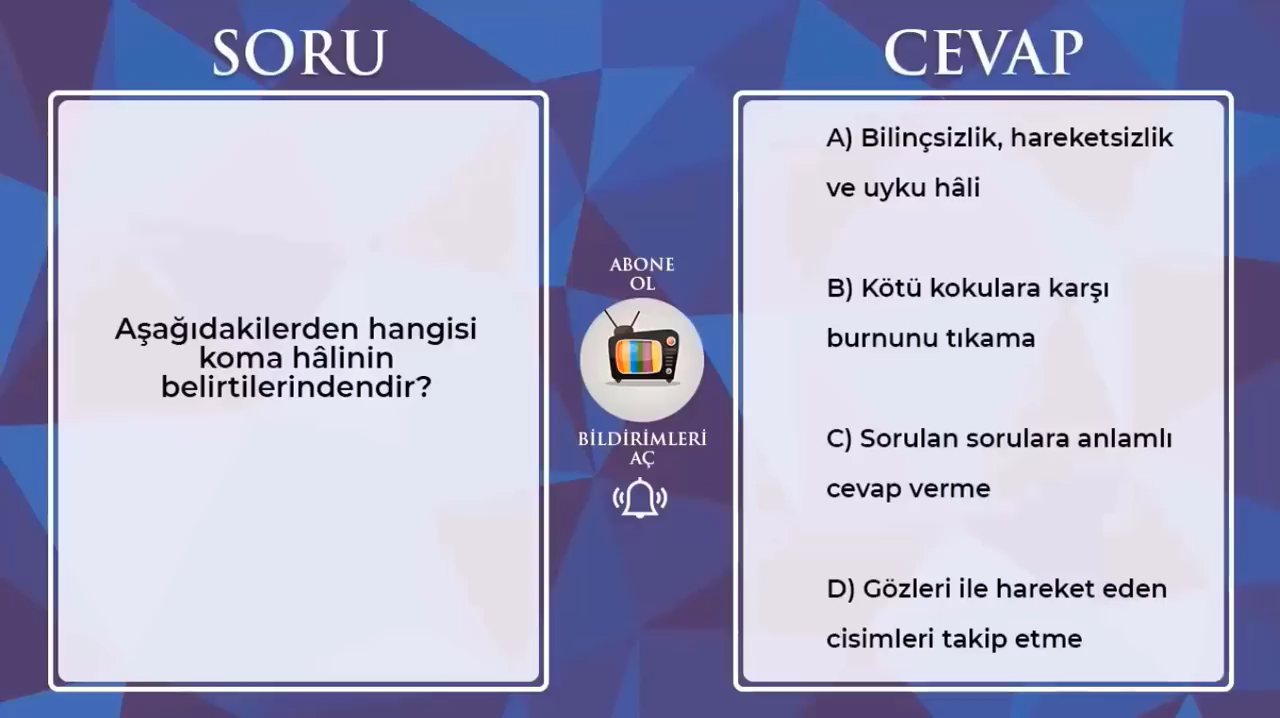 SORU
Aşağıdakilerden hangisi
koma hâlinin
belirtilerindendir?
ABONE
OL
BİLDİRİMLERİ
AÇ
CEVAP
A) Bilinçsizlik, hareketsizlik
ve uyku hâli
B) Kötü kokulara karşı
burnunu tıkama
C) Sorulan sorulara anlamlı
cevap verme
D) Gözleri ile hareket eden
cisimleri takip etme